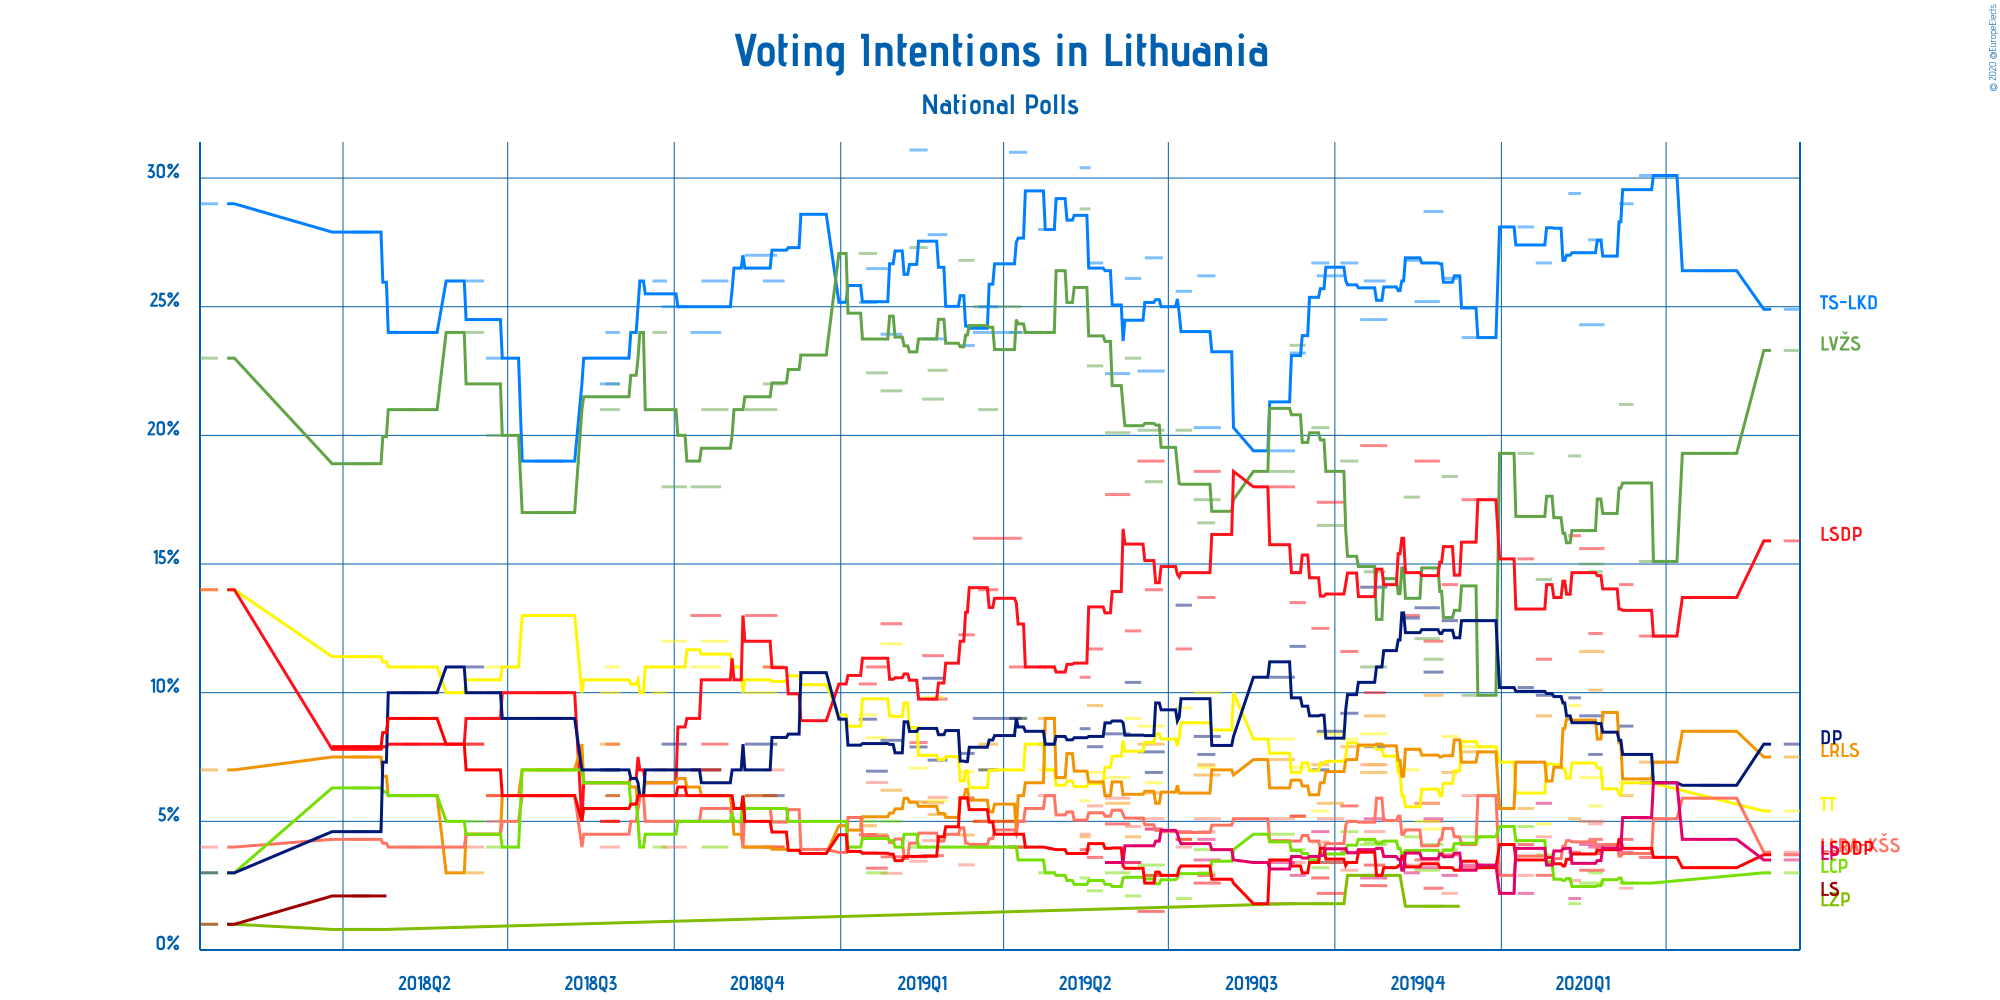 © 2020 @EuropeElects
Voting Intentions in Lithuania
National Polls
30%
25%
20%
15%
10%
5%
0%
TS-LKD
LVŽS
LSDP
DP
LRLS
TT
LSDDP
LCP
LS
LŽP
2018Q2
2018Q3
2018Q4
2019Q1
2019Q2
2019Q3
2019Q4
2020Q1